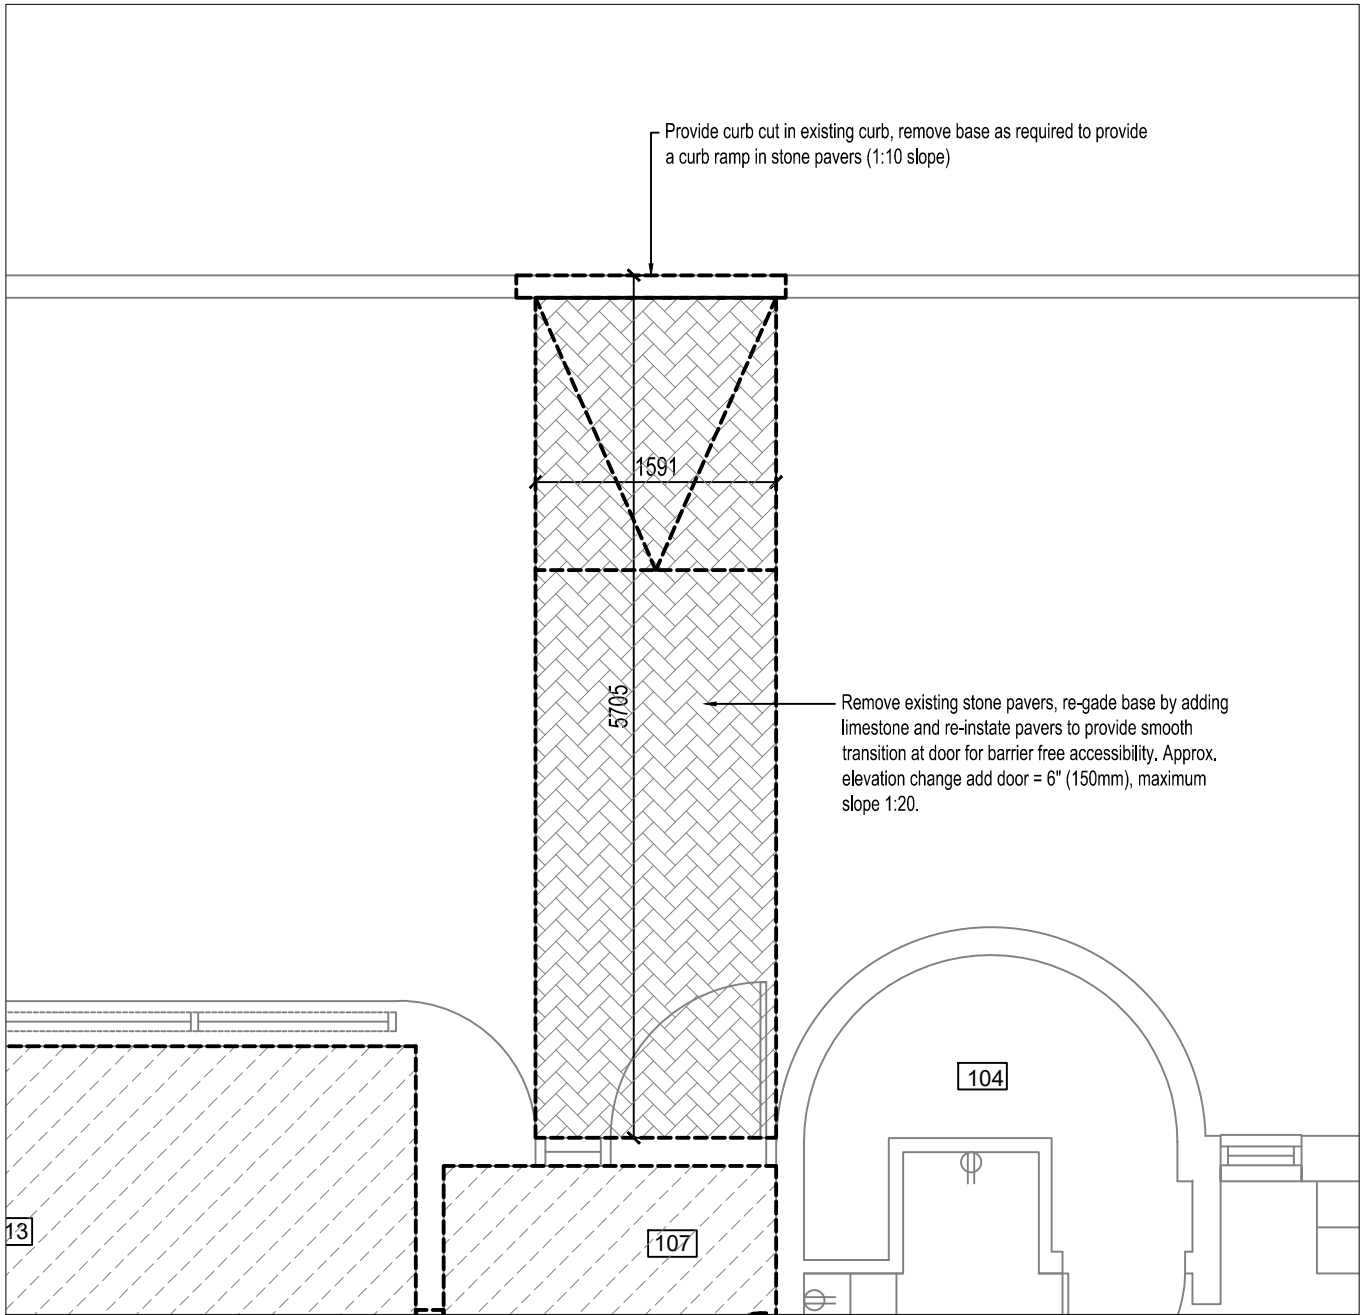 Provide curb cut in existing curb, remove base as required to provide
a curb ramp in stone pavers (1:10 slope)
1591
5705
Remove existing stone pavers, re-gade base by adding
limestone and re-instate pavers to provide smooth
transition at door for barrier free accessibility. Approx.
elevation change add door = 6" (150mm), maximum
slope 1:20.
104
13
107